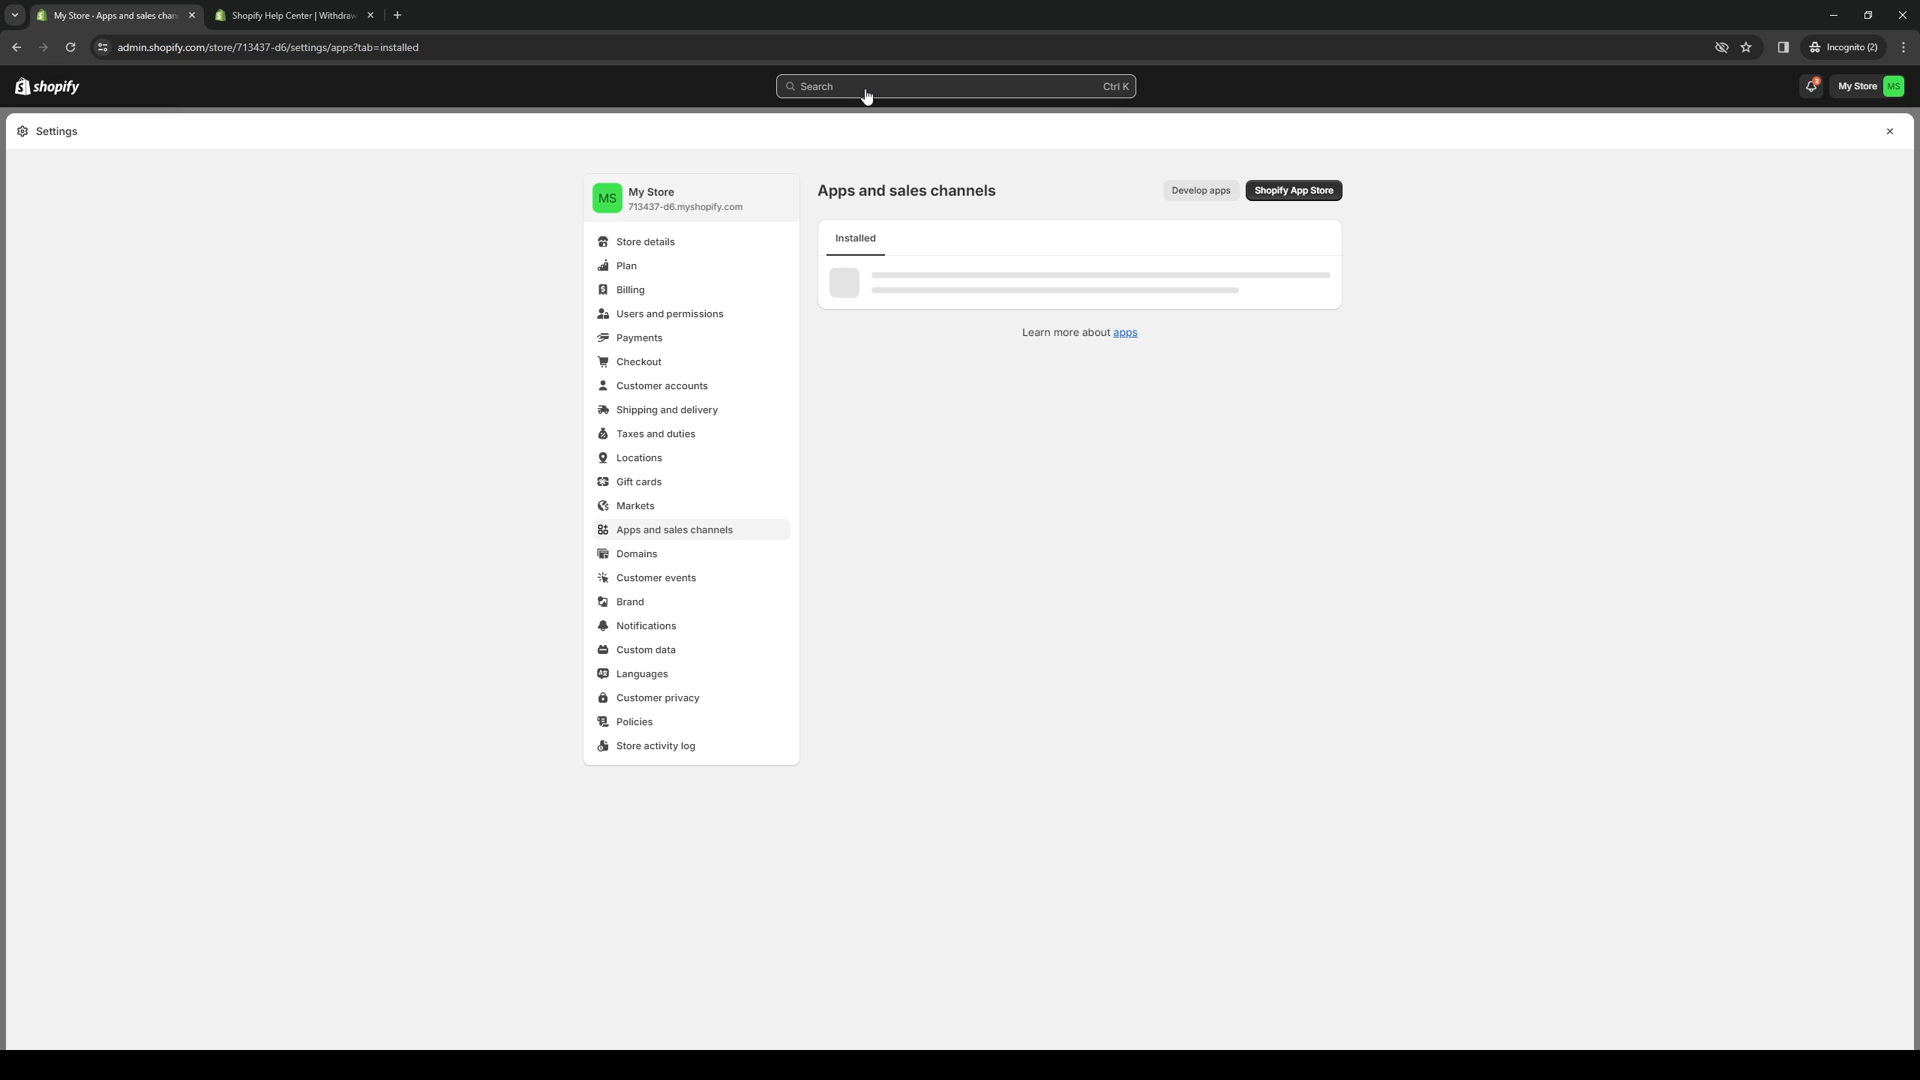 My Store - Apps and sales chan
Shopify Help Center | Withdraw
admin.shopify.com/store/713437-d6/settings/apps?tab=installed
Incognito (2)
shopify
Search
Ctrl K
2
My Store
MS
Settings
MS
My Store
713437-d6.myshopify.com
Store details
Plan
Billing
Users and permissions
Payments
Checkout
Customer accounts
Shipping and delivery
Taxes and duties
Locations
Gift cards
Markets
Apps and sales channels
Domains
Customer events
Brand
Notifications
Custom data
Languages
Customer privacy
Policies
Store activity log
Apps and sales channels
Develop apps
Shopify App Store
Installed
Learn more about apps